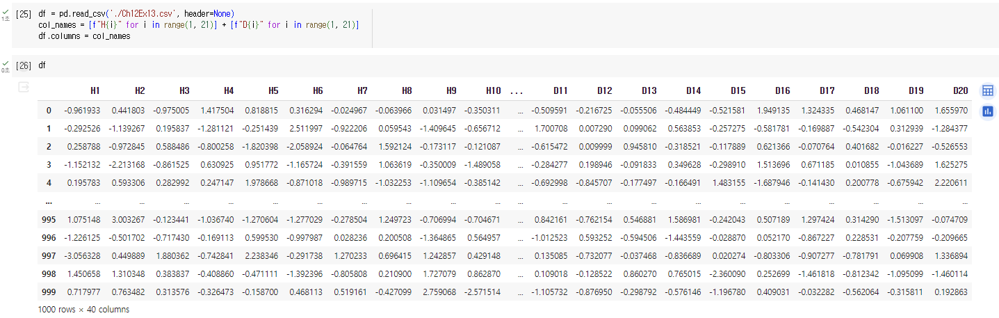 [25] df = pd.read_csv('./Ch12Ex13.csv', header=None)
1초 col_names = [f"H{i}" for i in range(1, 21)] + [f"D{i}" for i in range(1, 21)]
df.columns = col_names
[26] df
0초
H1 H2 H3 H4 H5 H6 H7 H8 H9 H10 ... D11 D12 D13 D14 D15 D16 D17 D18 D19 D20
0 -0.961933 0.441803 -0.975005 1.417504 0.818815 0.316294 -0.024967 -0.063966 0.031497 -0.350311 ... -0.509591 -0.216725 -0.055506 -0.484449 -0.521581 1.949135 1.324335 0.468147 1.061100 1.655970
1 -0.292526 -1.139267 0.195837 -1.281121 -0.251439 2.511997 -0.922206 0.059543 -1.409645 -0.656712 ... 1.700708 0.007290 0.099062 0.563853 -0.257275 -0.581781 -0.169887 -0.542304 0.312939 -1.284377
2 0.258788 -0.972845 0.588486 -0.800258 -1.820398 -2.058924 -0.064764 1.592124 -0.173117 -0.121087 ... -0.615472 0.009999 0.945810 -0.318521 -0.117889 0.621366 -0.070764 0.401682 -0.016227 -0.526553
3 -1.152132 -2.213168 -0.861525 0.630925 0.951772 -1.165724 -0.391559 1.063619 -0.350009 -1.489058 ... -0.284277 0.198946 -0.091833 0.349628 -0.298910 1.513696 0.671185 0.010855 -1.043689 1.625275
4 0.195783 0.593306 0.282992 0.247147 1.978668 -0.871018 -0.989715 -1.032253 -1.109654 -0.385142 ... -0.692998 -0.845707 -0.177497 -0.166491 1.483155 -1.687946 -0.141430 0.200778 -0.675942 2.220611
... ... ... ... ... ... ... ... ... ... ... ... ... ... ... ... ... ... ... ... ... ...
995 1.075148 3.003267 -0.123441 -1.036740 -1.270604 -1.277029 -0.278504 1.249723 -0.706994 -0.704671 ... 0.842161 -0.762154 0.546881 1.586981 -0.242043 0.507189 1.297424 0.314290 -1.513097 -0.074709
996 -1.226125 -0.501702 -0.717430 -0.169113 0.599530 -0.997987 0.028236 0.200508 -1.364865 0.564957 ... -1.012523 0.593252 -0.594506 -1.443559 -0.028870 0.052170 -0.867227 0.228531 -0.207759 -0.209665
997 -3.056328 0.449889 1.880362 -0.742841 2.238346 -0.291738 1.270233 0.696415 1.242857 0.429148 ... 0.135085 -0.732077 -0.037468 -0.836689 0.020274 -0.803306 -0.907277 -0.781791 0.069908 1.336894
998 1.450658 1.310348 0.383837 -0.408860 -0.471111 -1.392396 -0.805808 0.210900 1.727079 0.862870 ... 0.109018 -0.128522 0.860270 0.765015 -2.360090 0.252699 -1.461818 -0.812342 -1.095099 -1.460114
999 0.717977 0.763482 0.313576 -0.326473 -0.158700 0.468113 0.519161 -0.427099 2.759068 -2.571514 ... -1.105732 -0.876950 -0.298792 -0.576146 -1.196780 0.409031 -0.032282 -0.562064 -0.315811 0.192863
1000 rows × 40 columns